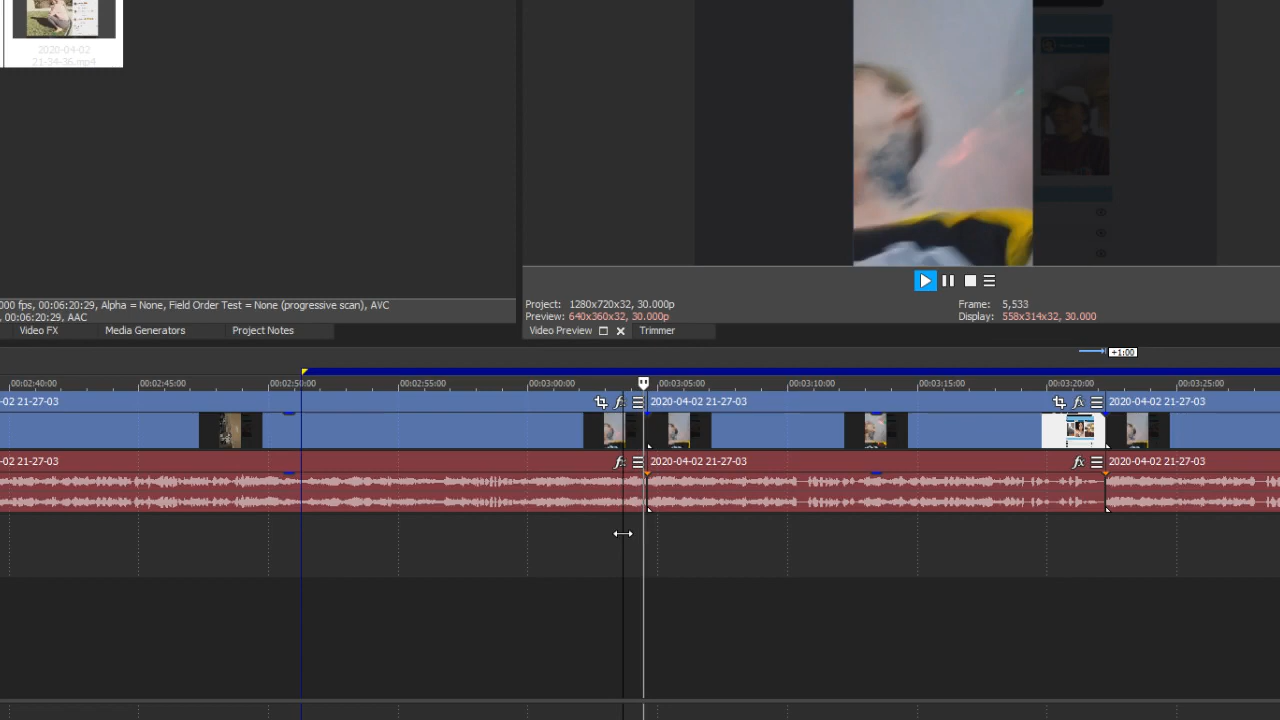 2020-04-02
21-34-36.mp4
000 fps, 00:06:20:29, Alpha = None, Field Order Test = None (progressive scan), AVC
, 00:06:20:29, AAC
Video FX
Media Generators
Project Notes
Project: 1280x720x32, 30.000p
Preview: 640x360x32, 30.000p
Frame: 5,533
Display: 558x314x32, 30.000
Video Preview
Trimmer
+1:00
00:02:40:00
00:02:45:00
00:02:50:00
00:02:55:00
00:03:00:00
00:03:05:00
00:03:10:00
00:03:15:00
00:03:20:00
00:03:25:00
-02 21-27-03
2020-04-02 21-27-03
2020-04-02 21-27-03
-02 21-27-03
2020-04-02 21-27-03
2020-04-02 21-27-03